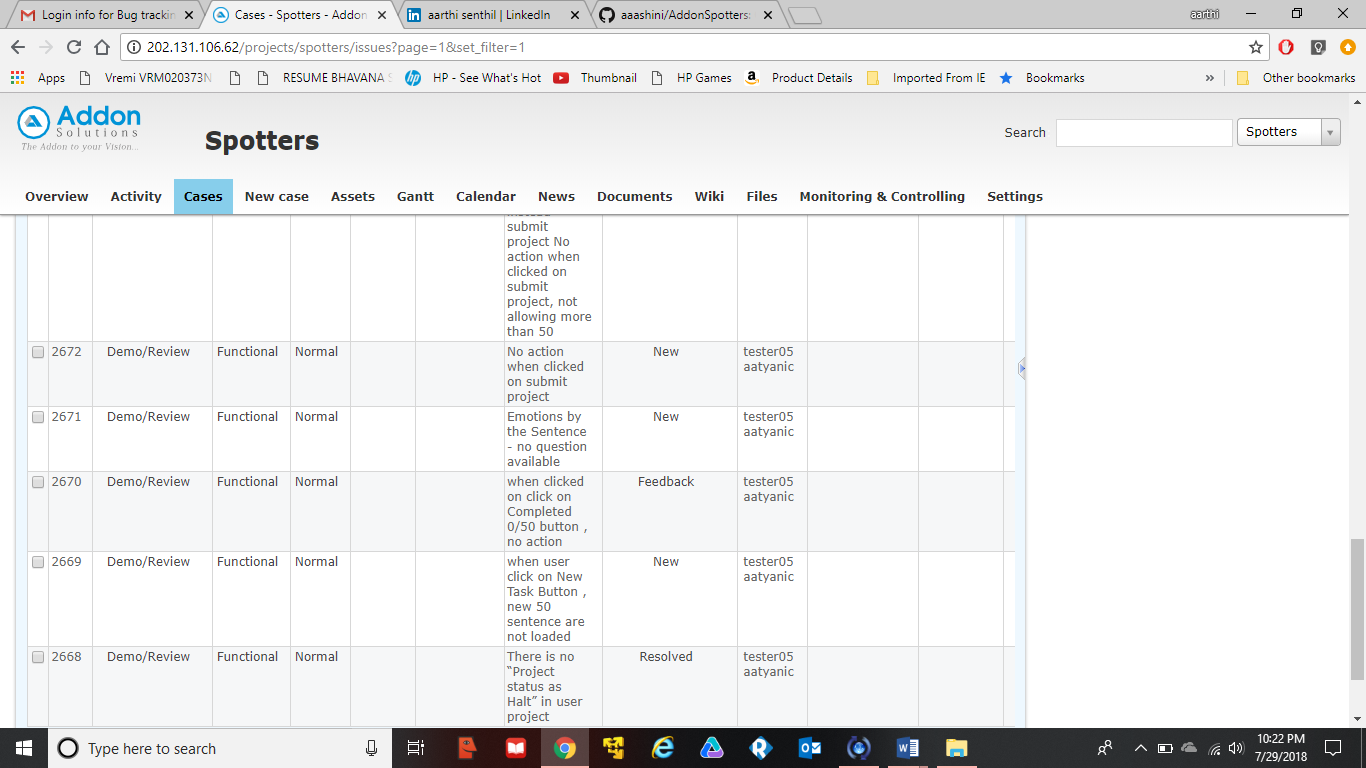 Login info for Bug trackin
Cases - Spotters - Addon
aarthi senthil | LinkedIn
aaashini/AddonSpotters:
aarthi
202.131.106.62/projects/spotters/issues?page=1&set_filter=1
Apps
Vremi VRM020373N
RESUME BHAVANA S
HP - See What's Hot
Thumbnail
HP Games
Product Details
Imported From IE
Bookmarks
»
Other bookmarks
Addon
Solutions
The Addon to your Vision...
Spotters
Search
Spotters
Overview
Activity
Cases
New case
Assets
Gantt
Calendar
News
Documents
Wiki
Files
Monitoring & Controlling
Settings
instead
submit
project No
action when
clicked on
submit
project, not
allowing more
than 50
2672 Demo/Review Functional Normal
No action
when clicked
on submit
project
New
tester05
aatyanic
2671 Demo/Review Functional Normal
Emotions by
the Sentence
- no question
available
New
tester05
aatyanic
2670 Demo/Review Functional Normal
when clicked
on click on
Completed
0/50 button ,
no action
Feedback
tester05
aatyanic
2669 Demo/Review Functional Normal
when user
click on New
Task Button ,
new 50
sentence are
not loaded
New
tester05
aatyanic
2668 Demo/Review Functional Normal
There is no
“Project
status as
Halt” in user
project
Resolved
tester05
aatyanic
Type here to search
10:22 PM
7/29/2018